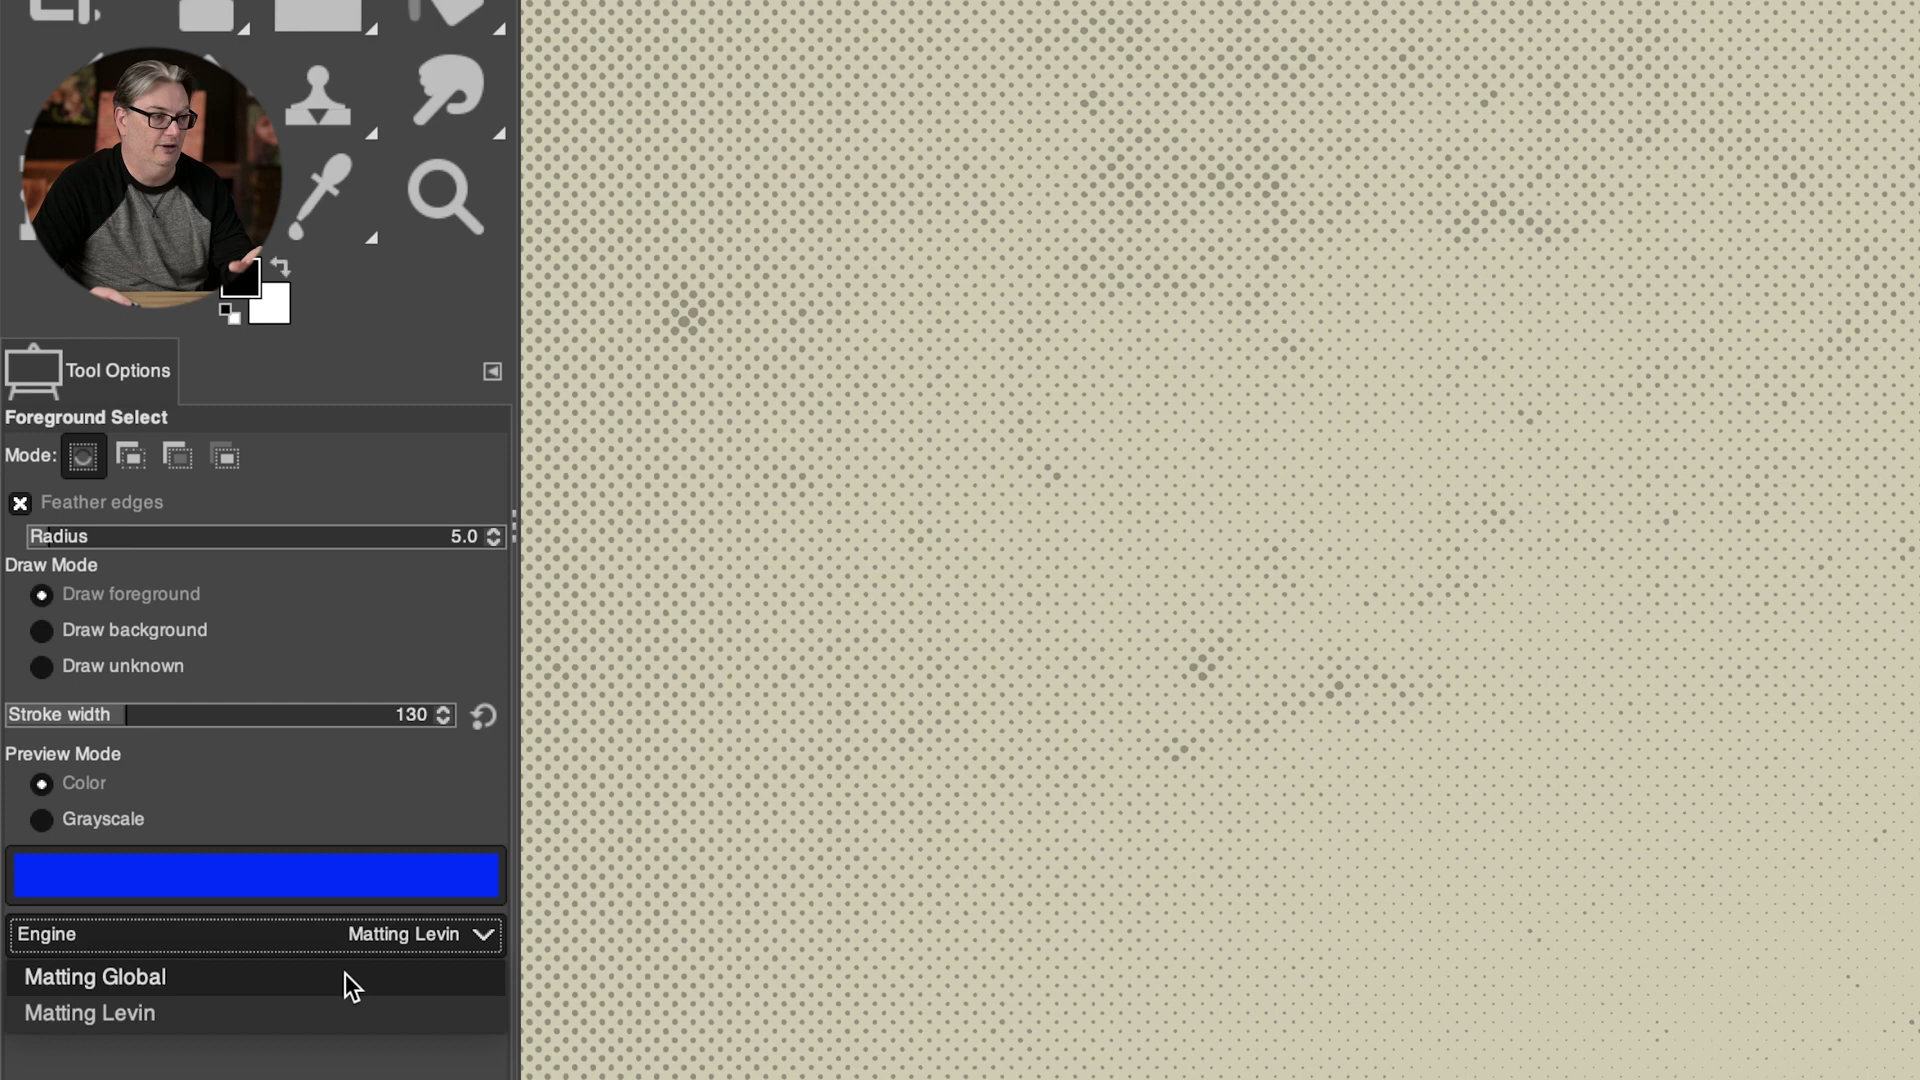 Tool Options
Foreground Select
Mode:
Feather edges
Radius 5.0
Draw Mode
Draw foreground
Draw background
Draw unknown
Stroke width 130
Preview Mode
Color
Grayscale
Engine Matting Levin
Matting Global
Matting Levin